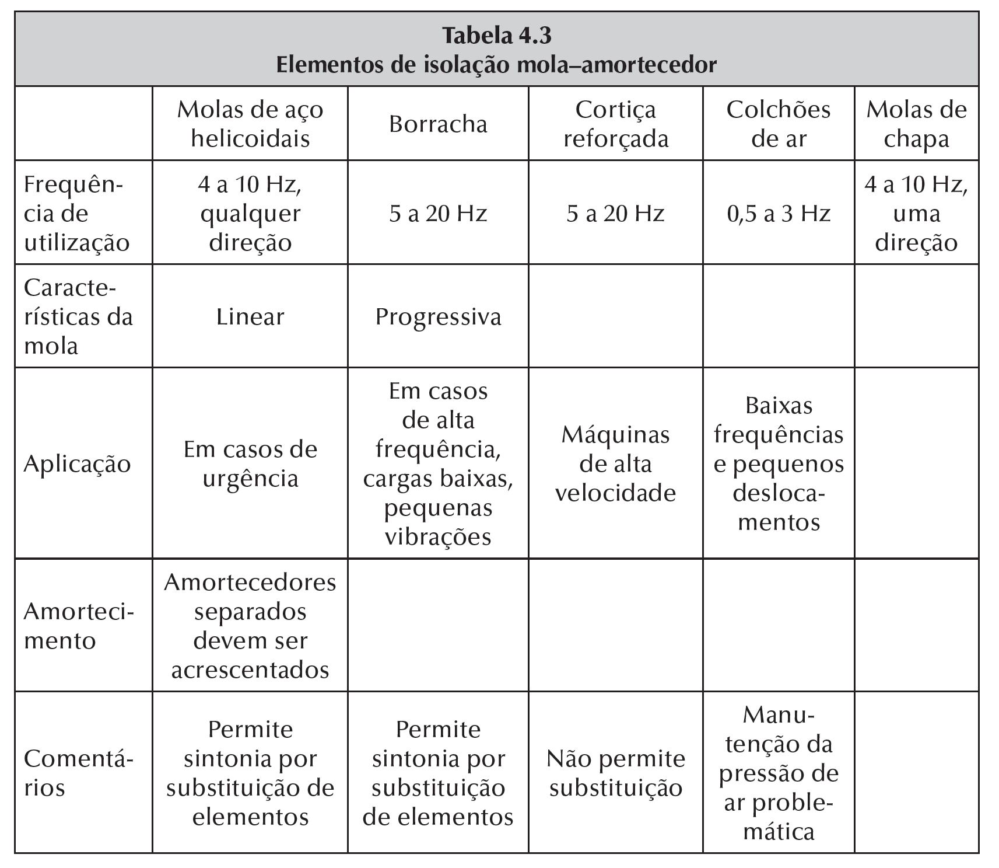 Tabela 4.3
Elementos de isolação mola–amortecedor
Molas de aço
helicoidais
Borracha
Cortiça
reforçada
Colchões
de ar
Molas de
chapa
Frequên-
cia de
utilização
4 a 10 Hz,
qualquer
direção
5 a 20 Hz
5 a 20 Hz
0,5 a 3 Hz
4 a 10 Hz,
uma
direção
Caracte-
rísticas da
mola
Linear
Progressiva
Aplicação
Em casos de
urgência
Em casos
de alta
frequência,
cargas baixas,
pequenas
vibrações
Máquinas
de alta
velocidade
Baixas
frequências
e pequenos
desloca-
mentos
Amorteci-
mento
Amortecedores
separados
devem ser
acrescentados
Comentá-
rios
Permite
sintonia por
substituição de
elementos
Permite
sintonia por
substituição
de elementos
Não permite
substituição
Manu-
tenção da
pressão de
ar proble-
mática